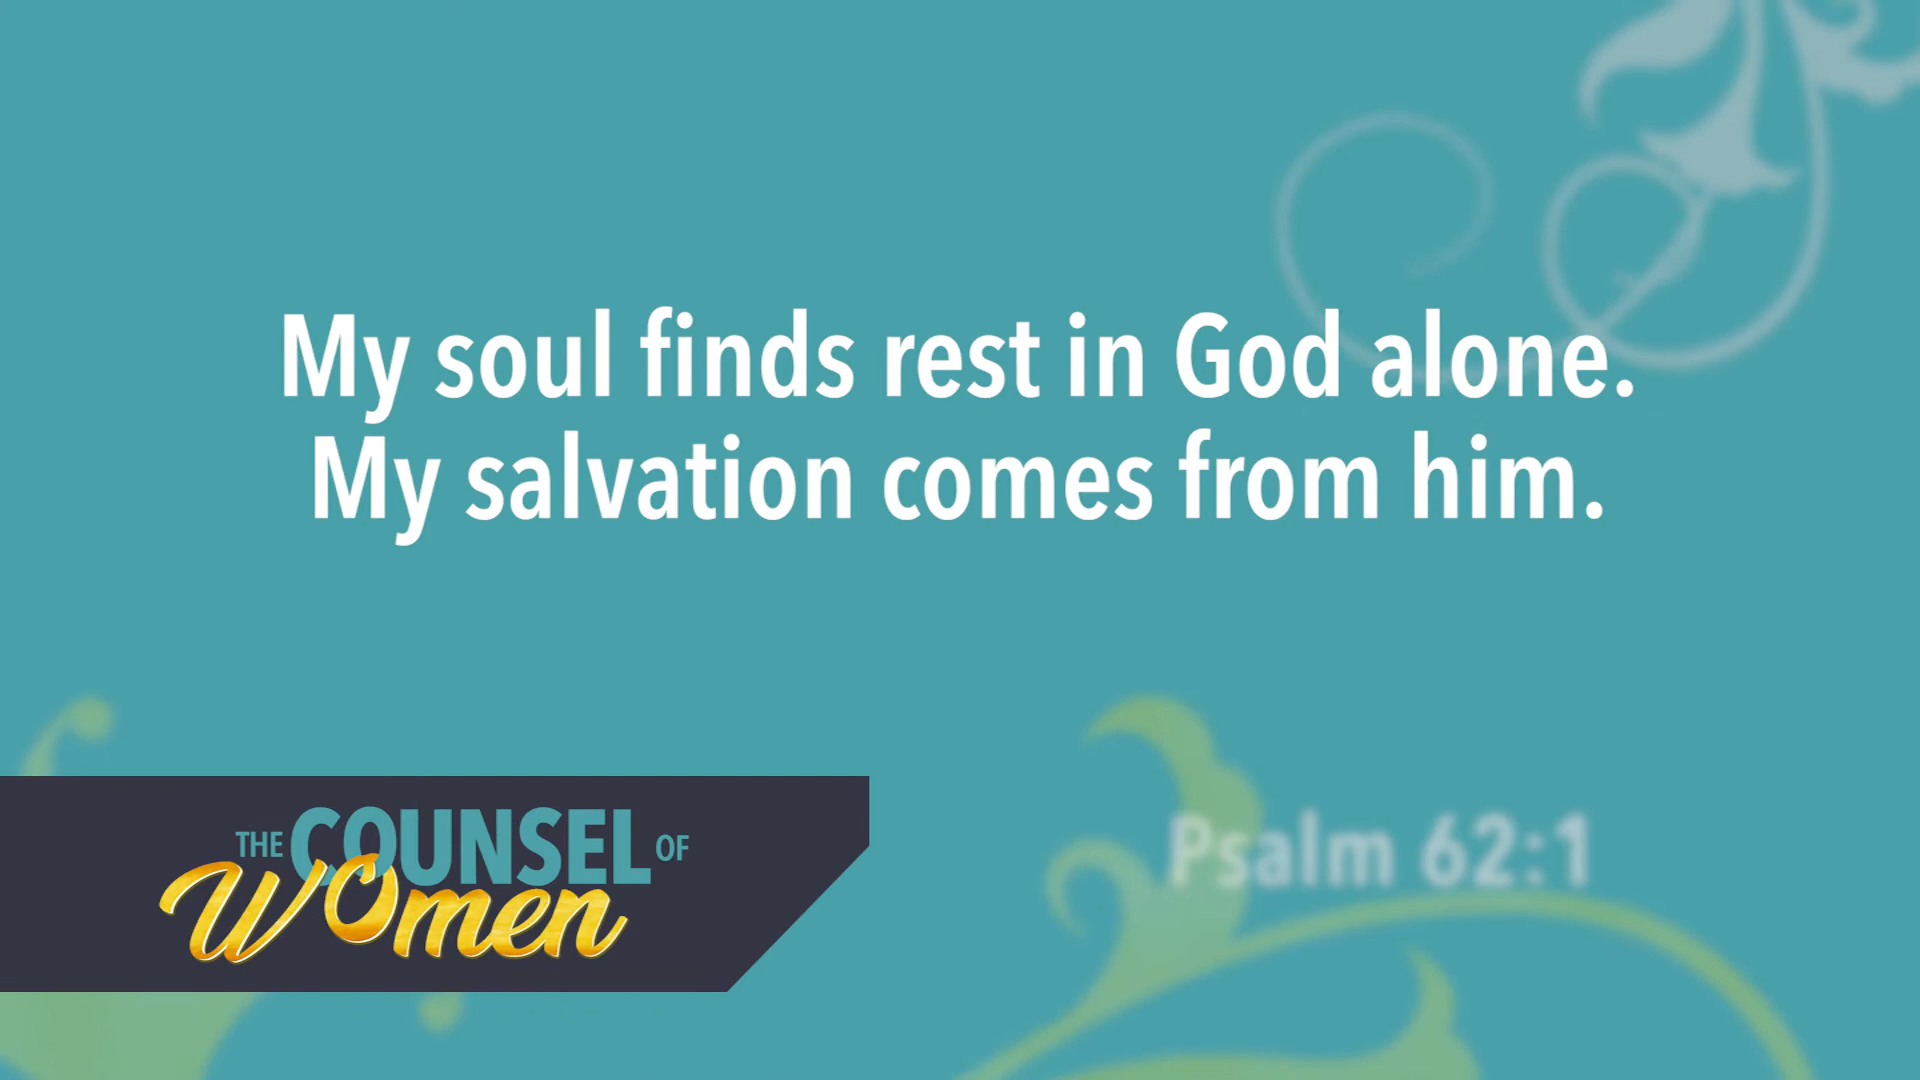 My soul finds rest in God alone.
My salvation comes from him.
Psalm 62:1
THE COUNSEL OF
Women